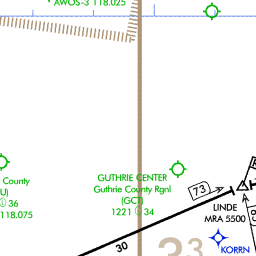 AWOS-3 118.025
County
U)
Ⓛ 36
118.075
GUTHRIE CENTER
Guthrie County Rgnl
(GCT)
1221 Ⓛ 34
73
LINDE
MRA 5500
30
3³
KORRN